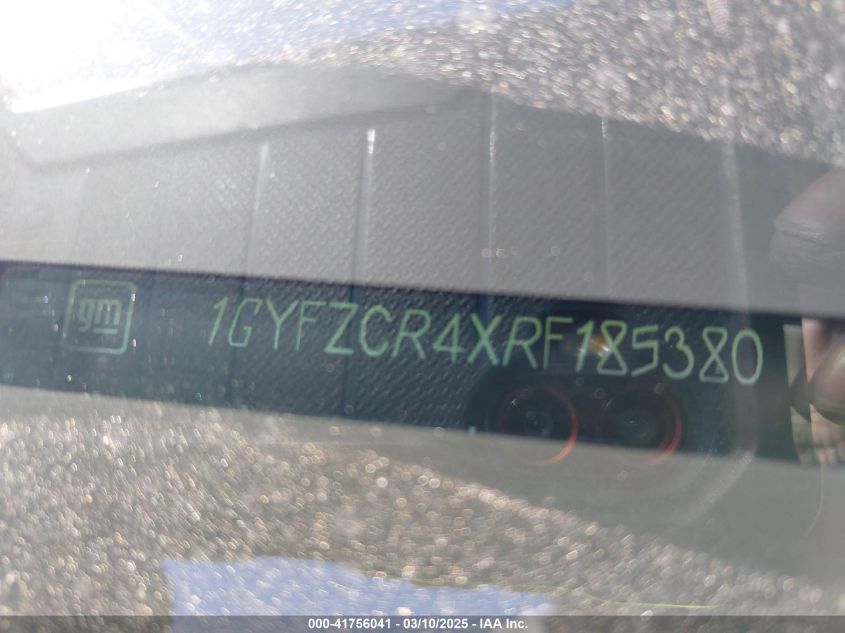 gm 1GYFZCR4XRF185380
000-41756041 - 03/10/2025 - IAA Inc.